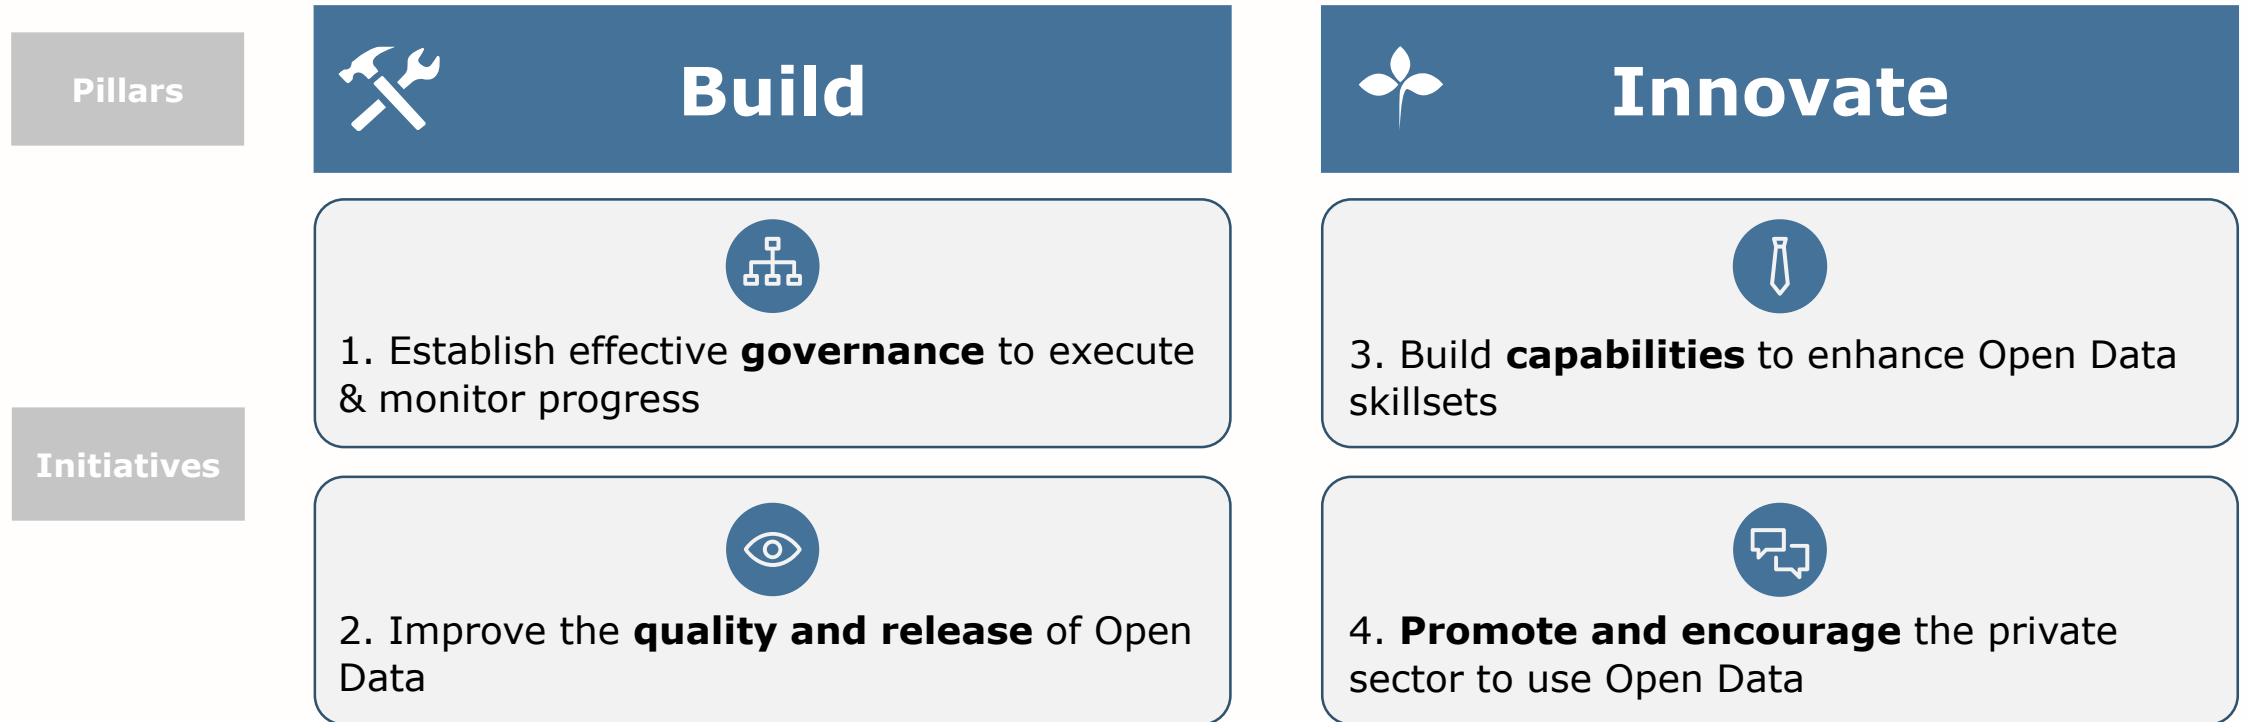 Pillars
Build
Innovate
Initiatives
1. Establish effective governance to execute
& monitor progress
2. Improve the quality and release of Open
Data
3. Build capabilities to enhance Open Data
skillsets
4. Promote and encourage the private
sector to use Open Data